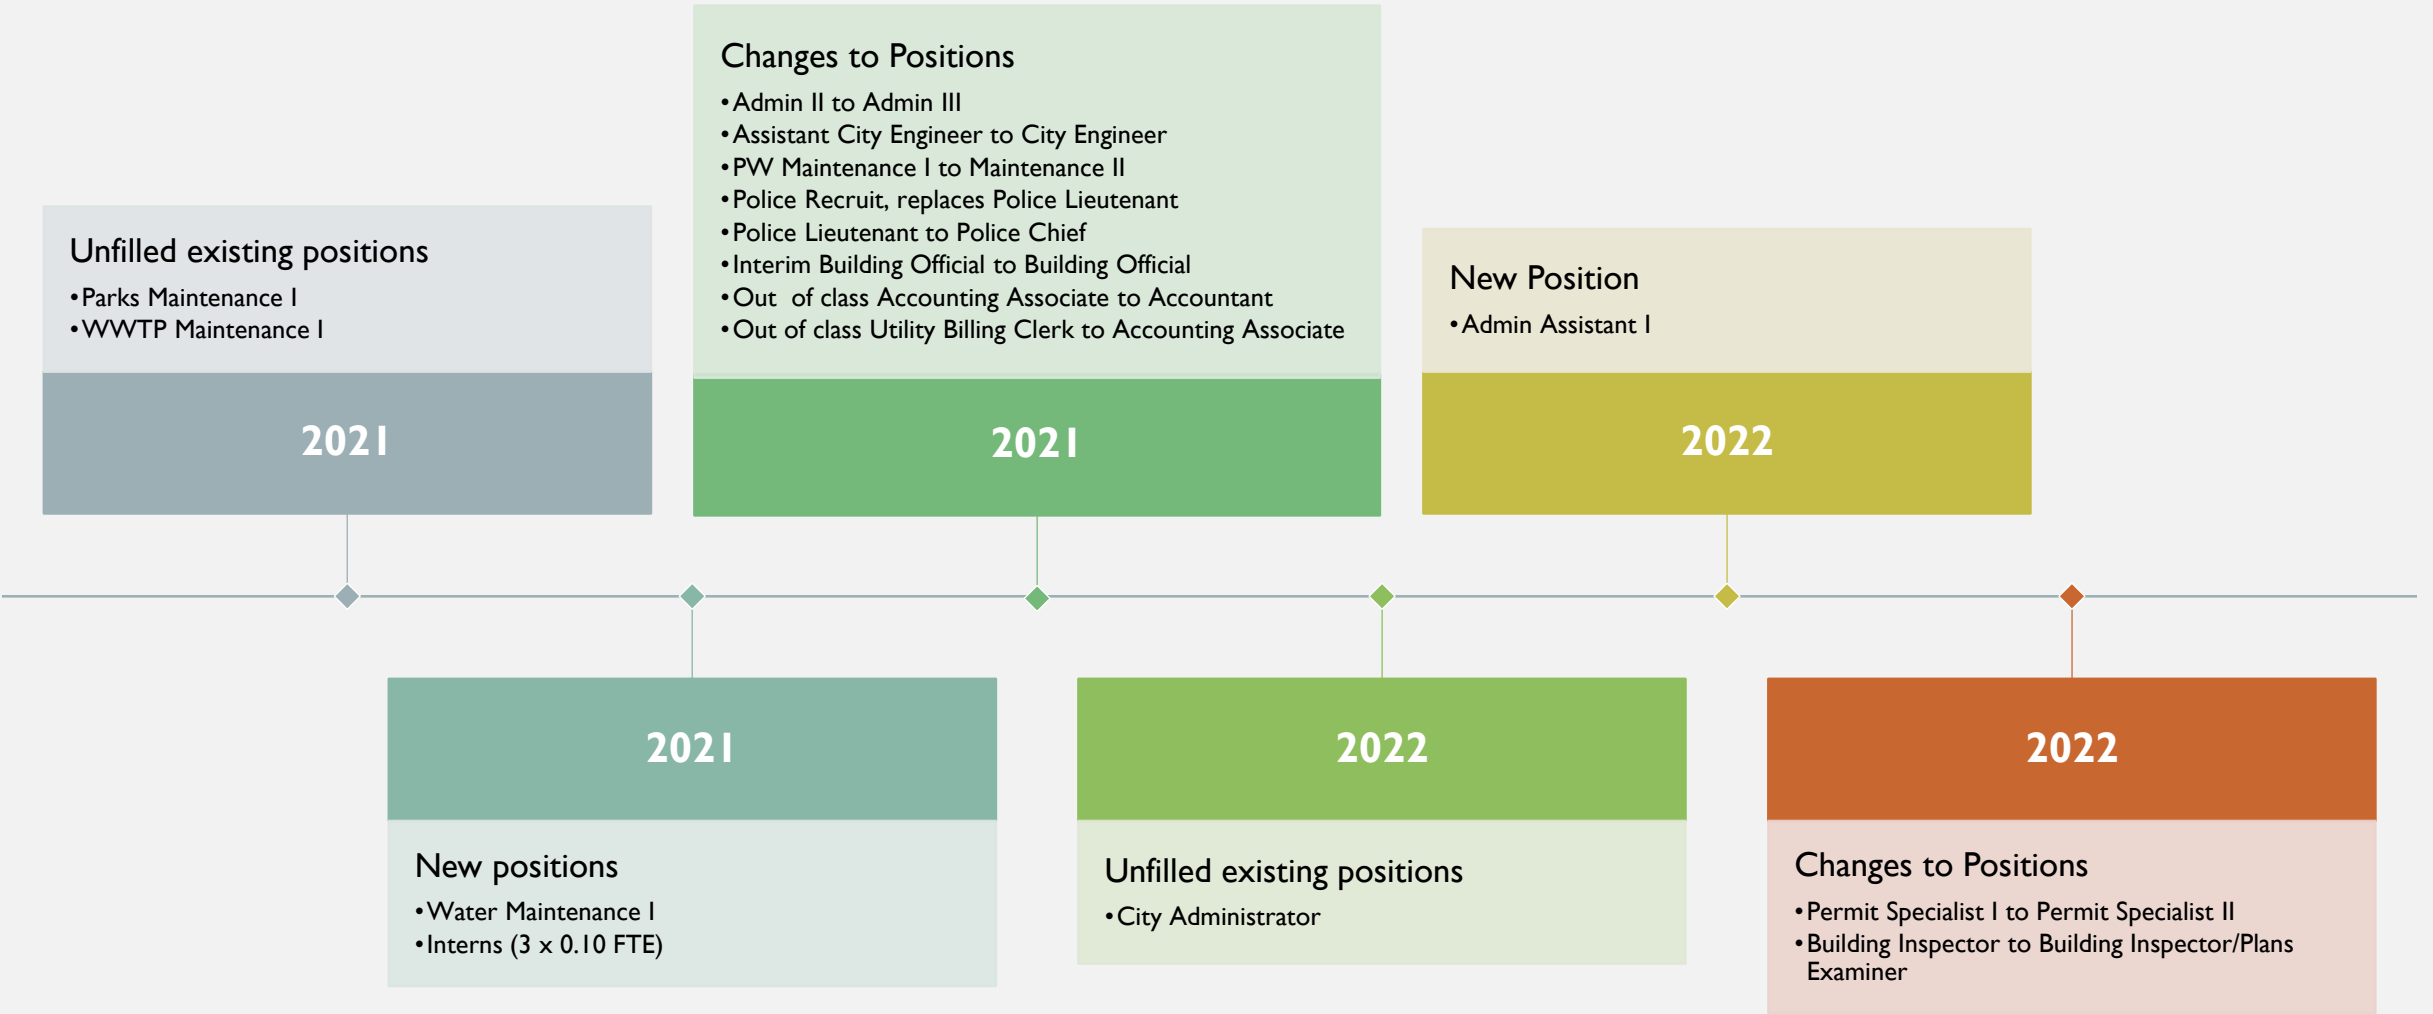 Unfilled existing positions
•Parks Maintenance I
•WWTP Maintenance I
2021
New positions
•Water Maintenance I
•Interns (3 x 0.10 FTE)
2021
Changes to Positions
•Admin II to Admin III
•Assistant City Engineer to City Engineer
•PW Maintenance I to Maintenance II
•Police Recruit, replaces Police Lieutenant
•Police Lieutenant to Police Chief
•Interim Building Official to Building Official
•Out of class Accounting Associate to Accountant
•Out of class Utility Billing Clerk to Accounting Associate
2021
2022
Unfilled existing positions
•City Administrator
New Position
•Admin Assistant I
2022
2022
Changes to Positions
•Permit Specialist I to Permit Specialist II
•Building Inspector to Building Inspector/Plans
Examiner